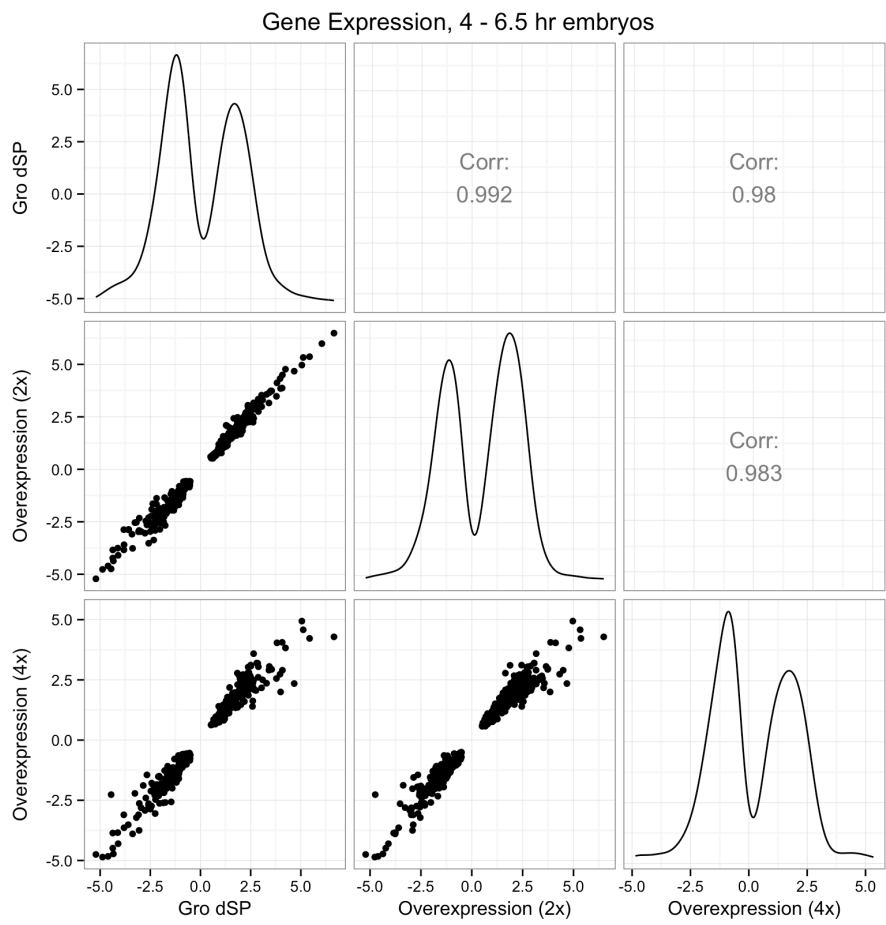 Gene Expression, 4 - 6.5 hr embryos
5.0
2.5
0.0
-2.5
-5.0
Gro dSP
Corr:
0.992
Corr:
0.98
5.0
2.5
0.0
-2.5
-5.0
Overexpression (2x)
Corr:
0.983
5.0
2.5
0.0
-2.5
-5.0
Overexpression (4x)
-5.0 -2.5 0.0 2.5 5.0
-5.0 -2.5 0.0 2.5 5.0
-5.0 -2.5 0.0 2.5 5.0
Gro dSP
Overexpression (2x)
Overexpression (4x)